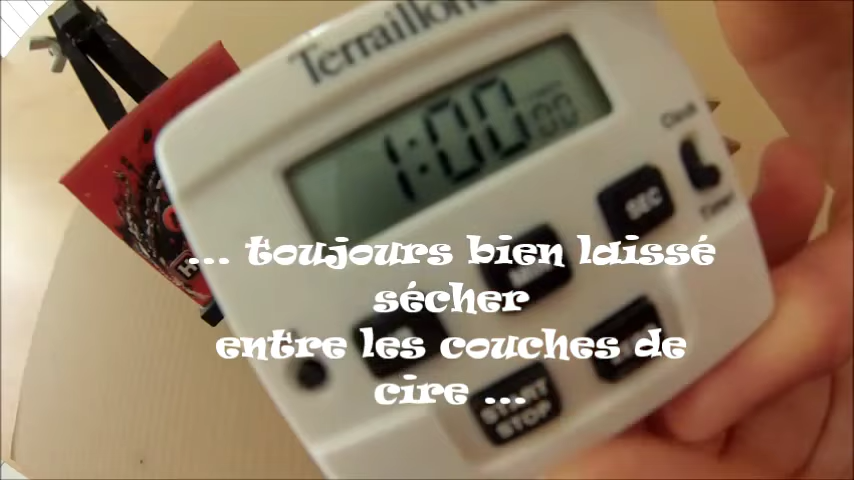 Terraillon
1:00 00
Clock
SEC
Timer
... toujours bien laissé
sécher
entre les couches de
cire ...
START
STOP